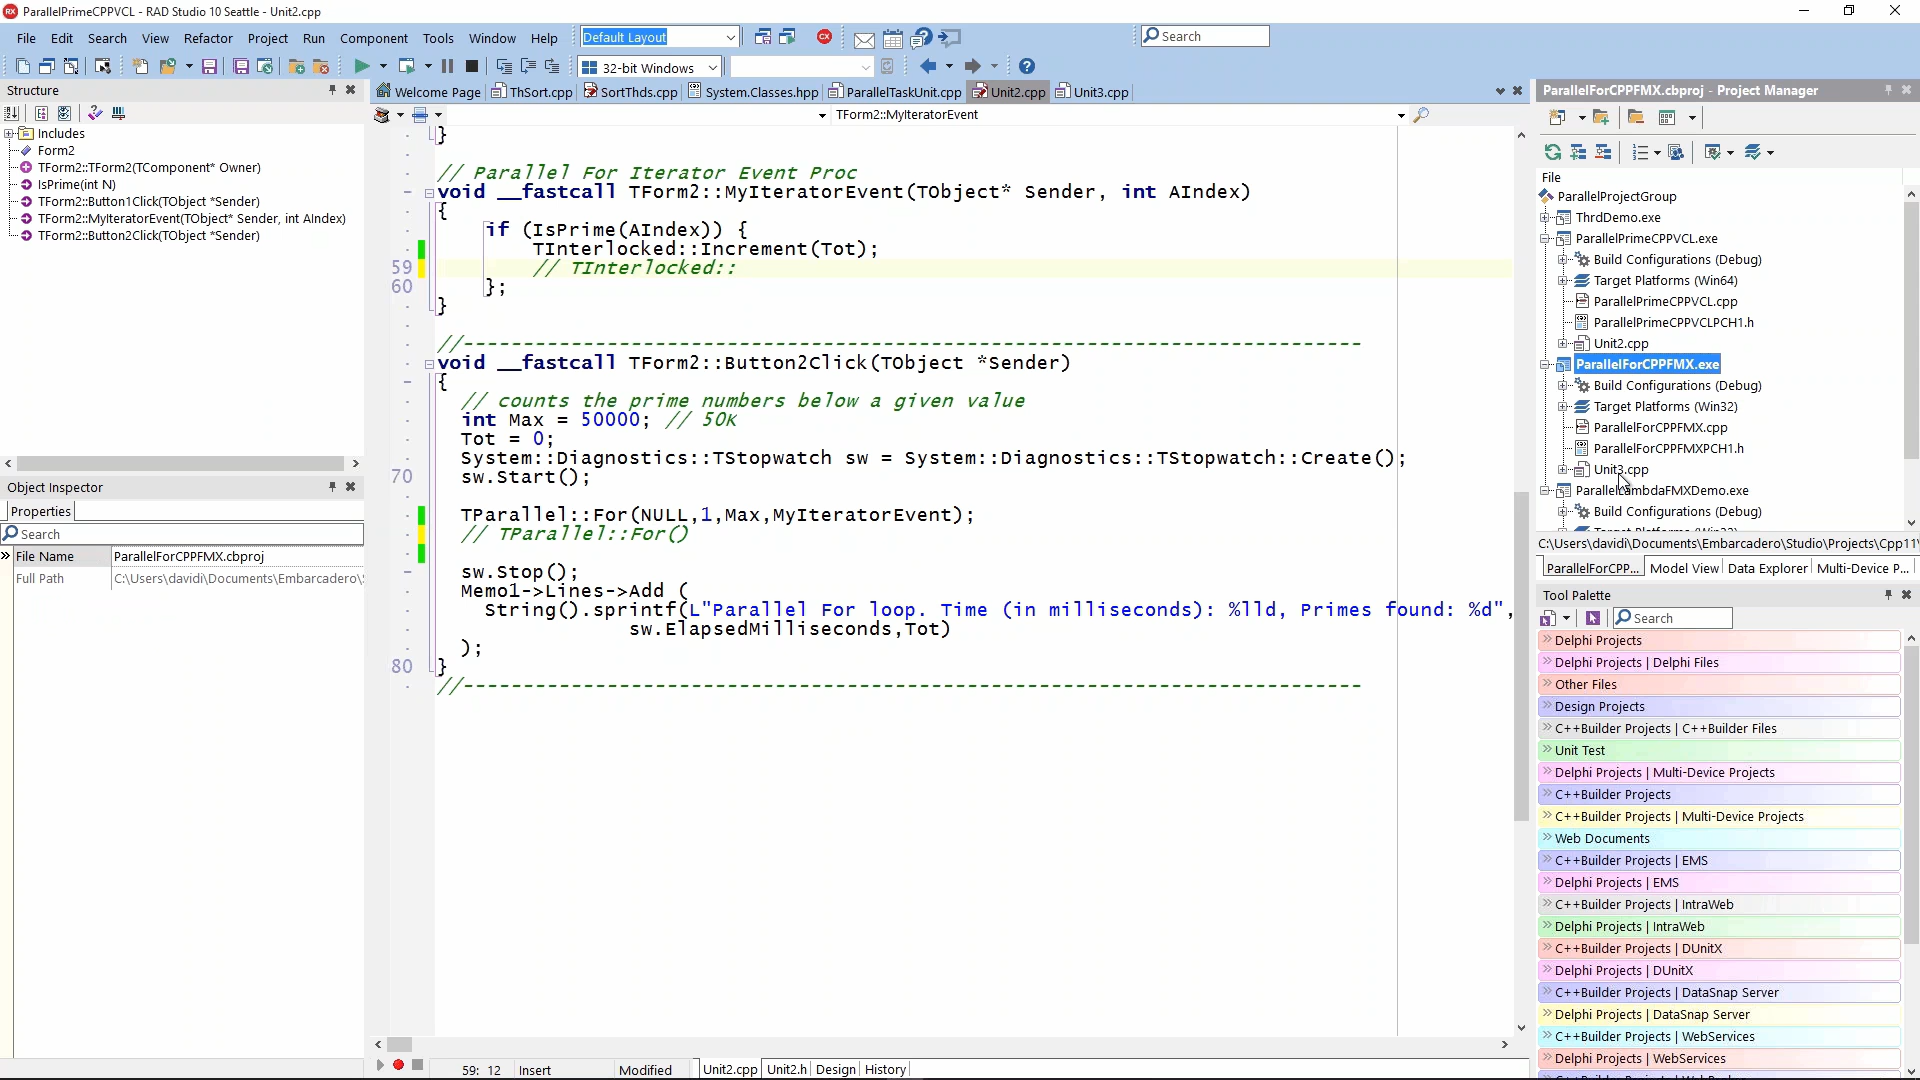 ParallelPrimeCPPVCL - RAD Studio 10 Seattle - Unit2.cpp
File Edit Search View Refactor Project Run Component Tools Window Help
Default Layout
Search
32-bit Windows
Structure
Welcome Page
ThSort.cpp
SortThds.cpp
System.Classes.hpp
ParallelTaskUnit.cpp
Unit2.cpp
Unit3.cpp
TForm2::MyIteratorEvent
Includes
Form2
TForm2::TForm2(TComponent* Owner)
IsPrime(int N)
TForm2::Button1Click(TObject *Sender)
TForm2::MyIteratorEvent(TObject* Sender, int AIndex)
TForm2::Button2Click(TObject *Sender)
Object Inspector
Properties
Search
File Name ParallelForCPPFMX.cbproj
Full Path C:\Users\davidi\Documents\Embarcadero\
}
// Parallel For Iterator Event Proc
void __fastcall TForm2::MyIteratorEvent(TObject* Sender, int AIndex)
{
if (IsPrime(AIndex)) {
TInterlocked::Increment(Tot);
59 // TInterlocked::
60 };
}
//---------------------------------------------------------------------------
void __fastcall TForm2::Button2Click(TObject *Sender)
{
// counts the prime numbers below a given value
int Max = 50000; // 50K
Tot = 0;
System::Diagnostics::TStopwatch sw = System::Diagnostics::TStopwatch::Create();
70 sw.Start();
TParallel::For(NULL,1,Max,MyIteratorEvent);
// TParallel::For()
sw.Stop();
Memo1->Lines->Add (
String().sprintf(L"Parallel For loop. Time (in milliseconds): %lld, Primes found: %d",
sw.ElapsedMilliseconds,Tot)
);
80 }
//---------------------------------------------------------------------------
59: 12 Insert Modified
Unit2.cpp Unit2.h Design History
ParallelForCPPFMX.cbproj - Project Manager
File
ParallelProjectGroup
ThrdDemo.exe
ParallelPrimeCPPVCL.exe
Build Configurations (Debug)
Target Platforms (Win64)
ParallelPrimeCPPVCL.cpp
ParallelPrimeCPPVCLPCH1.h
Unit2.cpp
ParallelForCPPFMX.exe
Build Configurations (Debug)
Target Platforms (Win32)
ParallelForCPPFMX.cpp
ParallelForCPPFMXPCH1.h
Unit3.cpp
ParallelLambdaFMXDemo.exe
Build Configurations (Debug)
C:\Users\davidi\Documents\Embarcadero\Studio\Projects\Cpp11\
ParallelForCPP... Model View Data Explorer Multi-Device P...
Tool Palette
Search
Delphi Projects
Delphi Projects | Delphi Files
Other Files
Design Projects
C++Builder Projects | C++Builder Files
Unit Test
Delphi Projects | Multi-Device Projects
C++Builder Projects
C++Builder Projects | Multi-Device Projects
Web Documents
C++Builder Projects | EMS
Delphi Projects | EMS
C++Builder Projects | IntraWeb
Delphi Projects | IntraWeb
C++Builder Projects | DUnitX
Delphi Projects | DUnitX
C++Builder Projects | DataSnap Server
Delphi Projects | DataSnap Server
C++Builder Projects | WebServices
Delphi Projects | WebServices